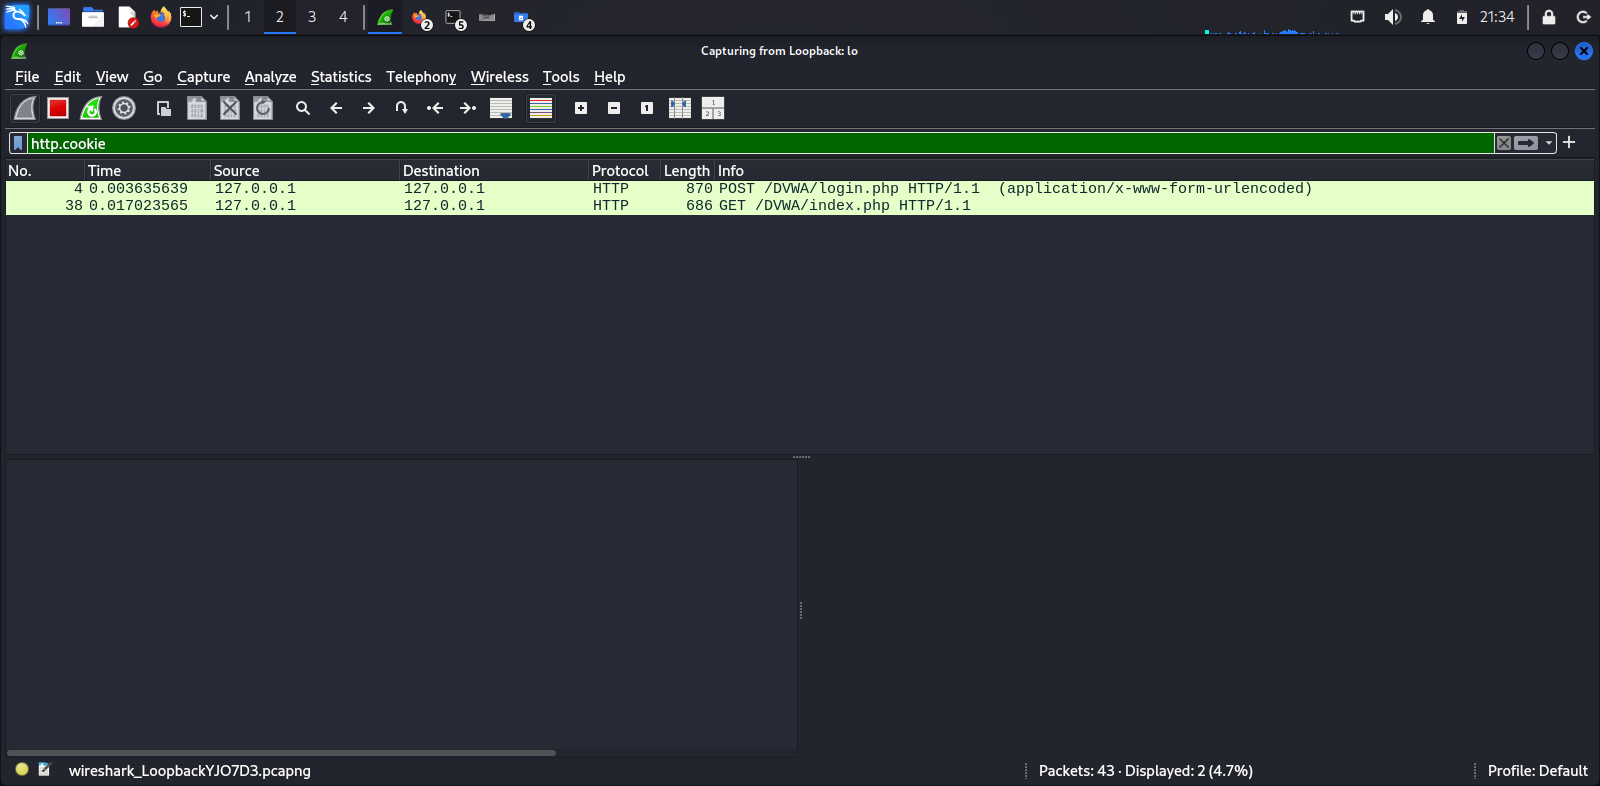 1 2 3 4 2 5 4 21:34
Capturing from Loopback: lo
File Edit View Go Capture Analyze Statistics Telephony Wireless Tools Help
http.cookie
No. Time Source Destination Protocol Length Info
4 0.003635639 127.0.0.1 127.0.0.1 HTTP 870 POST /DVWA/login.php HTTP/1.1 (application/x-www-form-urlencoded)
38 0.017023565 127.0.0.1 127.0.0.1 HTTP 686 GET /DVWA/index.php HTTP/1.1
wireshark_LoopbackYJO7D3.pcapng Packets: 43 · Displayed: 2 (4.7%) Profile: Default